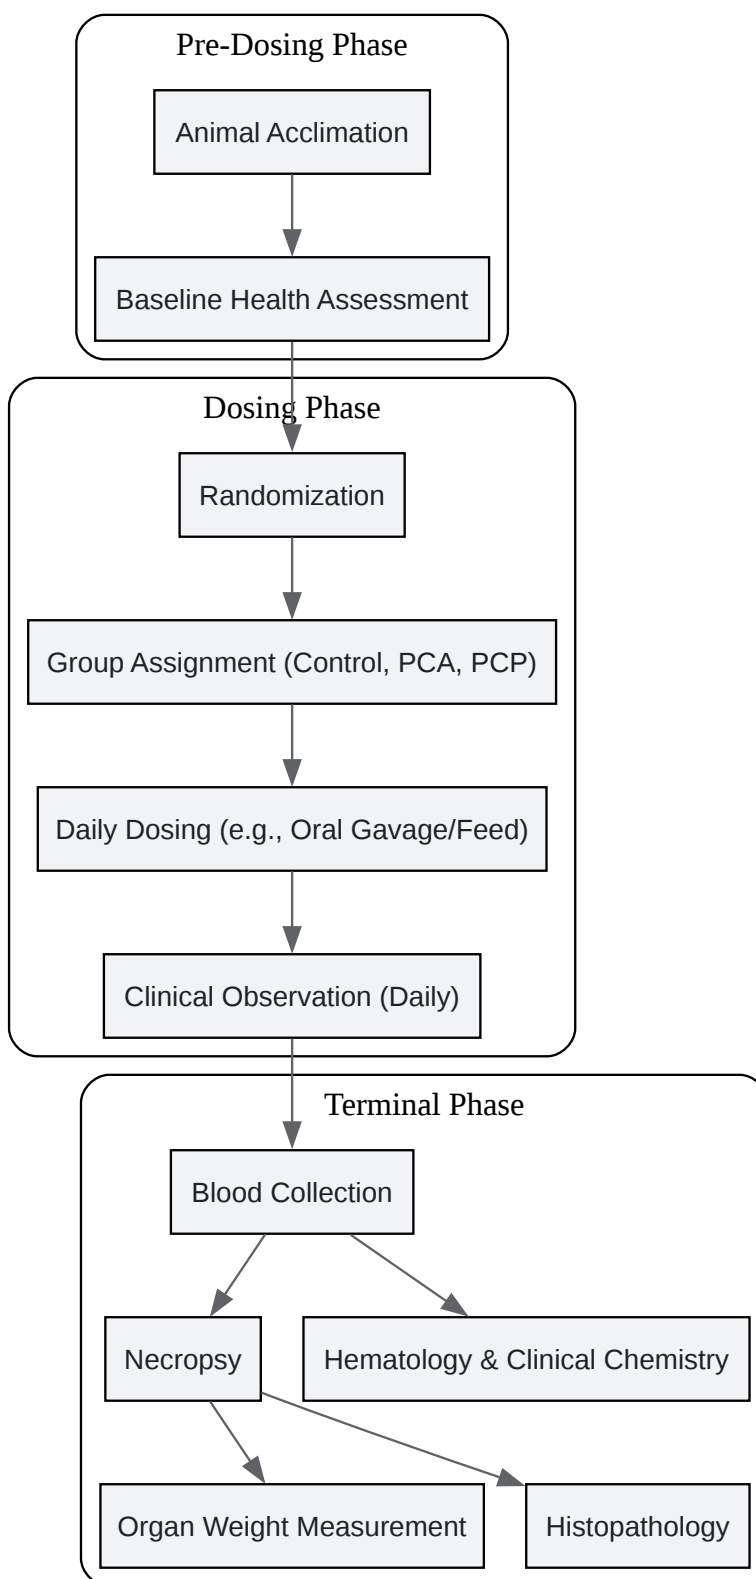 Pre-Dosing Phase
Animal Acclimation
Baseline Health Assessment
Dosing Phase
Randomization
Group Assignment (Control, PCA, PCP)
Daily Dosing (e.g., Oral Gavage/Feed)
Clinical Observation (Daily)
Terminal Phase
Blood Collection
Necropsy
Hematology & Clinical Chemistry
Organ Weight Measurement
Histopathology